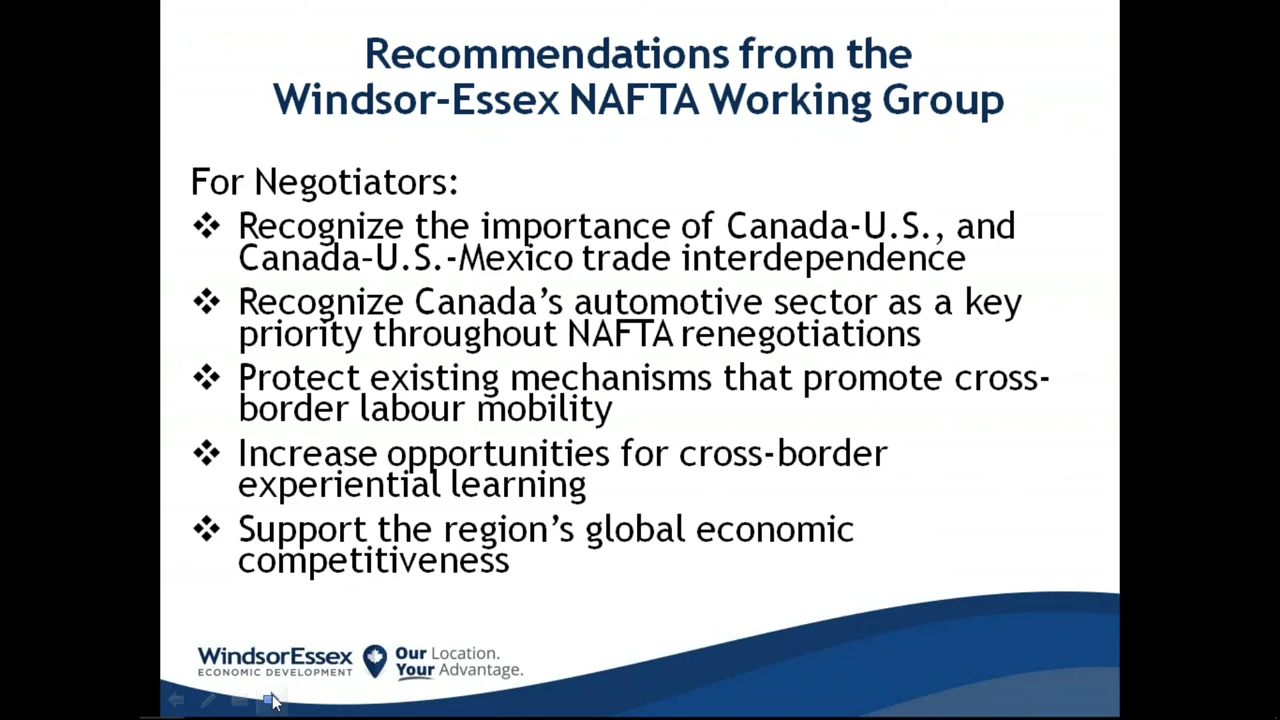 Recommendations from the
Windsor-Essex NAFTA Working Group
For Negotiators:
❖ Recognize the importance of Canada-U.S., and
Canada-U.S.-Mexico trade interdependence
❖ Recognize Canada’s automotive sector as a key
priority throughout NAFTA renegotiations
❖ Protect existing mechanisms that promote cross-
border labour mobility
❖ Increase opportunities for cross-border
experiential learning
❖ Support the region’s global economic
competitiveness
WindsorEssex
ECONOMIC DEVELOPMENT
Our Location.
Your Advantage.